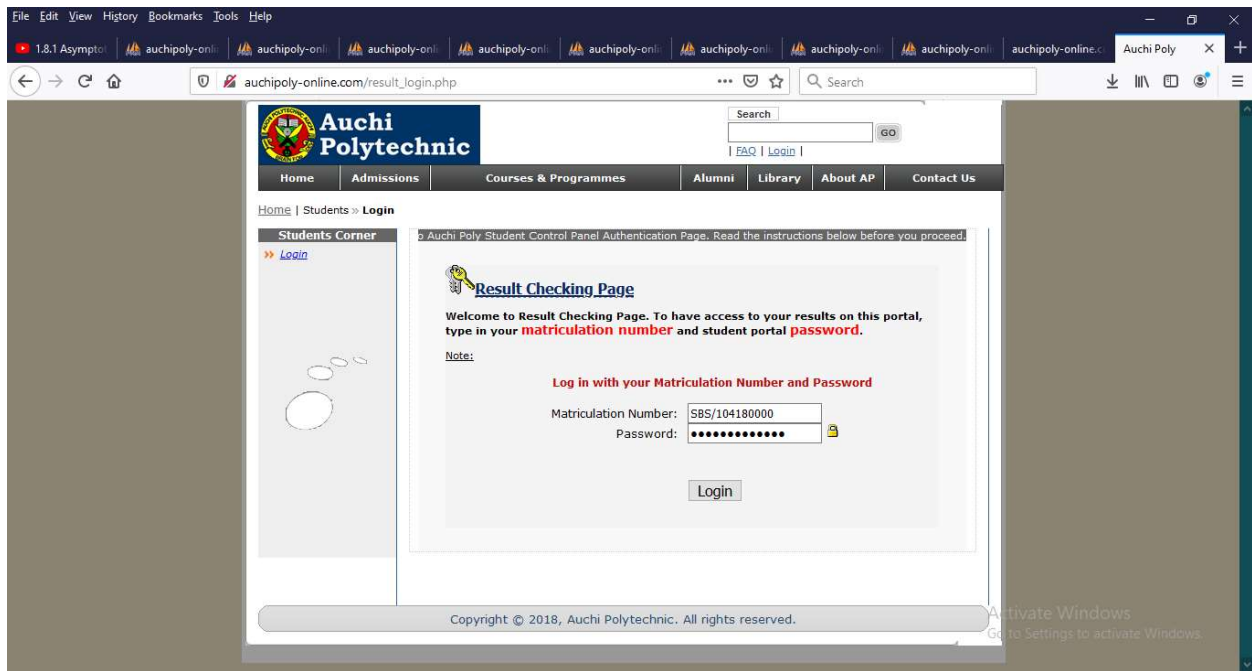 File Edit View History Bookmarks Tools Help
1.8.1 Asymptot auchipoly-onli auchipoly-onli auchipoly-onli auchipoly-onli auchipoly-onli auchipoly-onli auchipoly-onli auchipoly-onli auchipoly-online.c Auchi Poly
auchipoly-online.com/result_login.php Search
Auchi
Polytechnic
Search
GO
| FAQ | Login |
Home Admissions Courses & Programmes Alumni Library About AP Contact Us
Home | Students » Login
Students Corner
» Login
o Auchi Poly Student Control Panel Authentication Page. Read the instructions below before you proceed.
Result Checking Page
Welcome to Result Checking Page. To have access to your results on this portal,
type in your matriculation number and student portal password.
Note:
Log in with your Matriculation Number and Password
Matriculation Number: SBS/104180000
Password: •••••••••••••
Login
Copyright © 2018, Auchi Polytechnic. All rights reserved.
Activate Windows
Go to Settings to activate Windows.